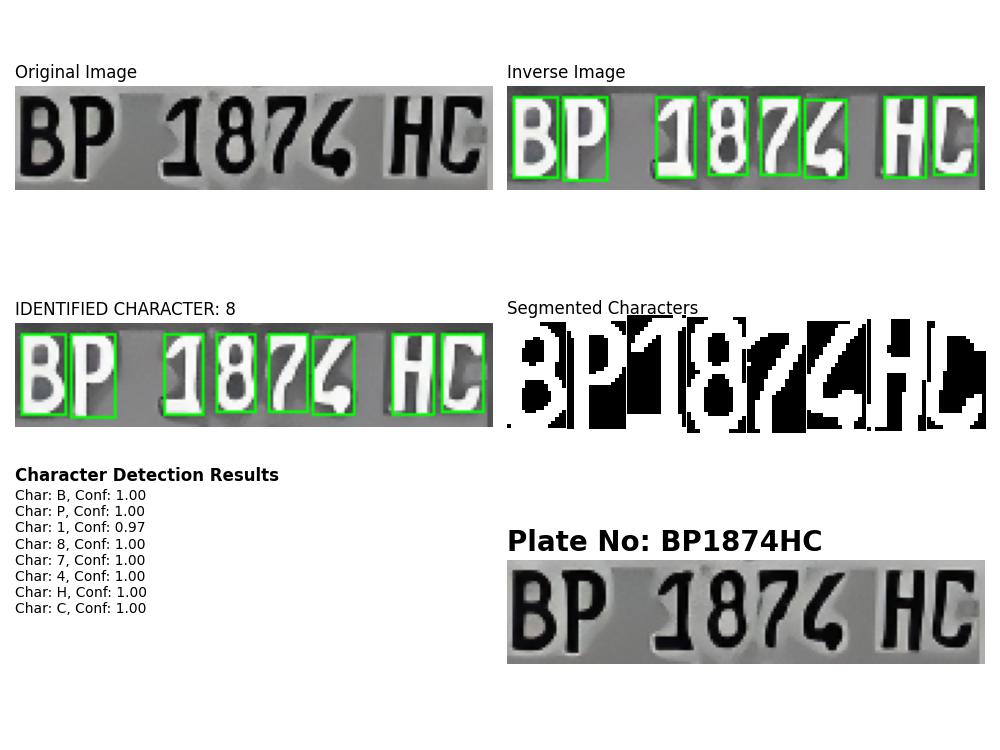 Original Image
BP 1874 HC
Inverse Image
BP 1874 HC
IDENTIFIED CHARACTER: 8
BP 1874 HC
Segmented Characters
BP1874HC
Character Detection Results
Char: B, Conf: 1.00
Char: P, Conf: 1.00
Char: 1, Conf: 0.97
Char: 8, Conf: 1.00
Char: 7, Conf: 1.00
Char: 4, Conf: 1.00
Char: H, Conf: 1.00
Char: C, Conf: 1.00
Plate No: BP1874HC
BP 1874 HC